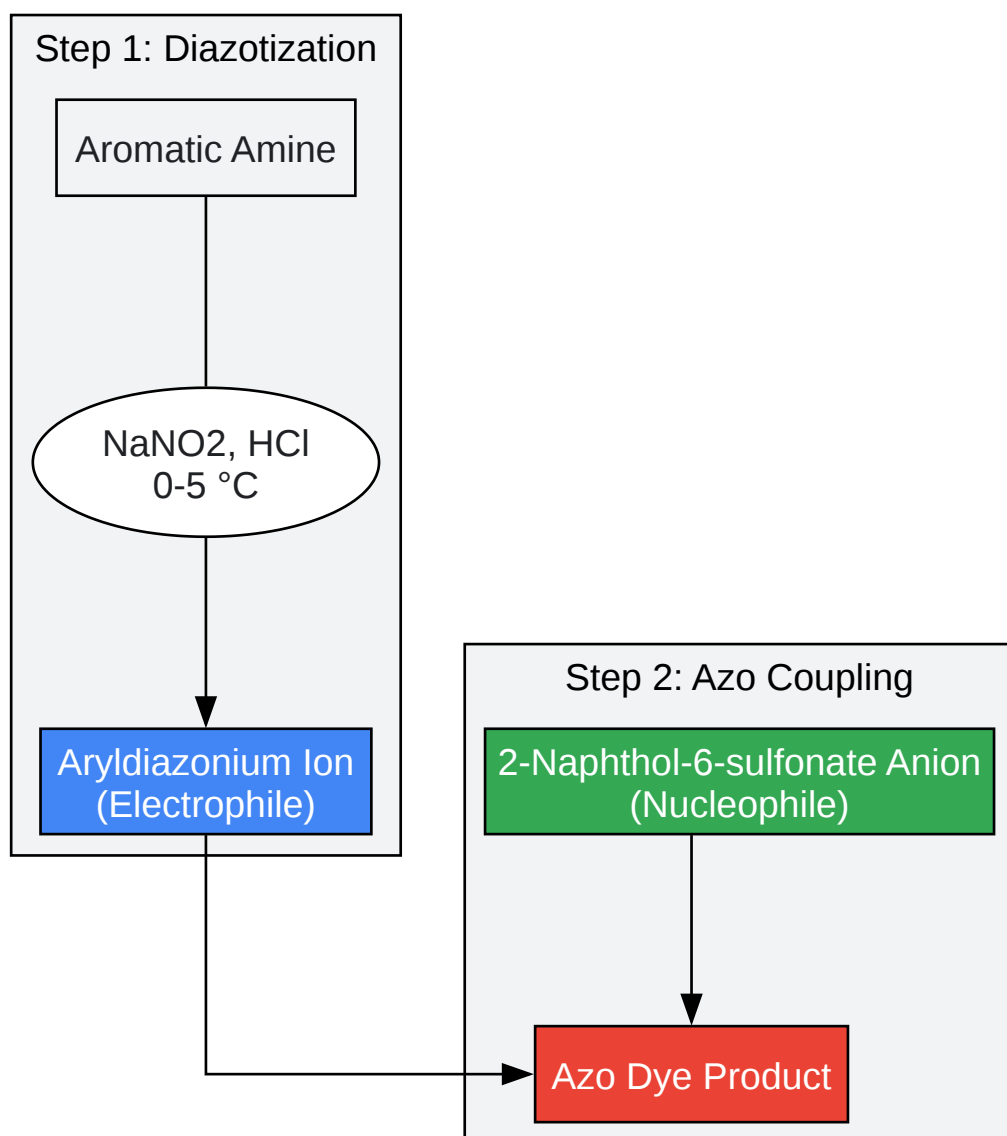 Step 1: Diazotization
Aromatic Amine
NaNO2, HCl
0-5 °C
Aryldiazonium Ion
(Electrophile)
Step 2: Azo Coupling
2-Naphthol-6-sulfonate Anion
(Nucleophile)
Azo Dye Product